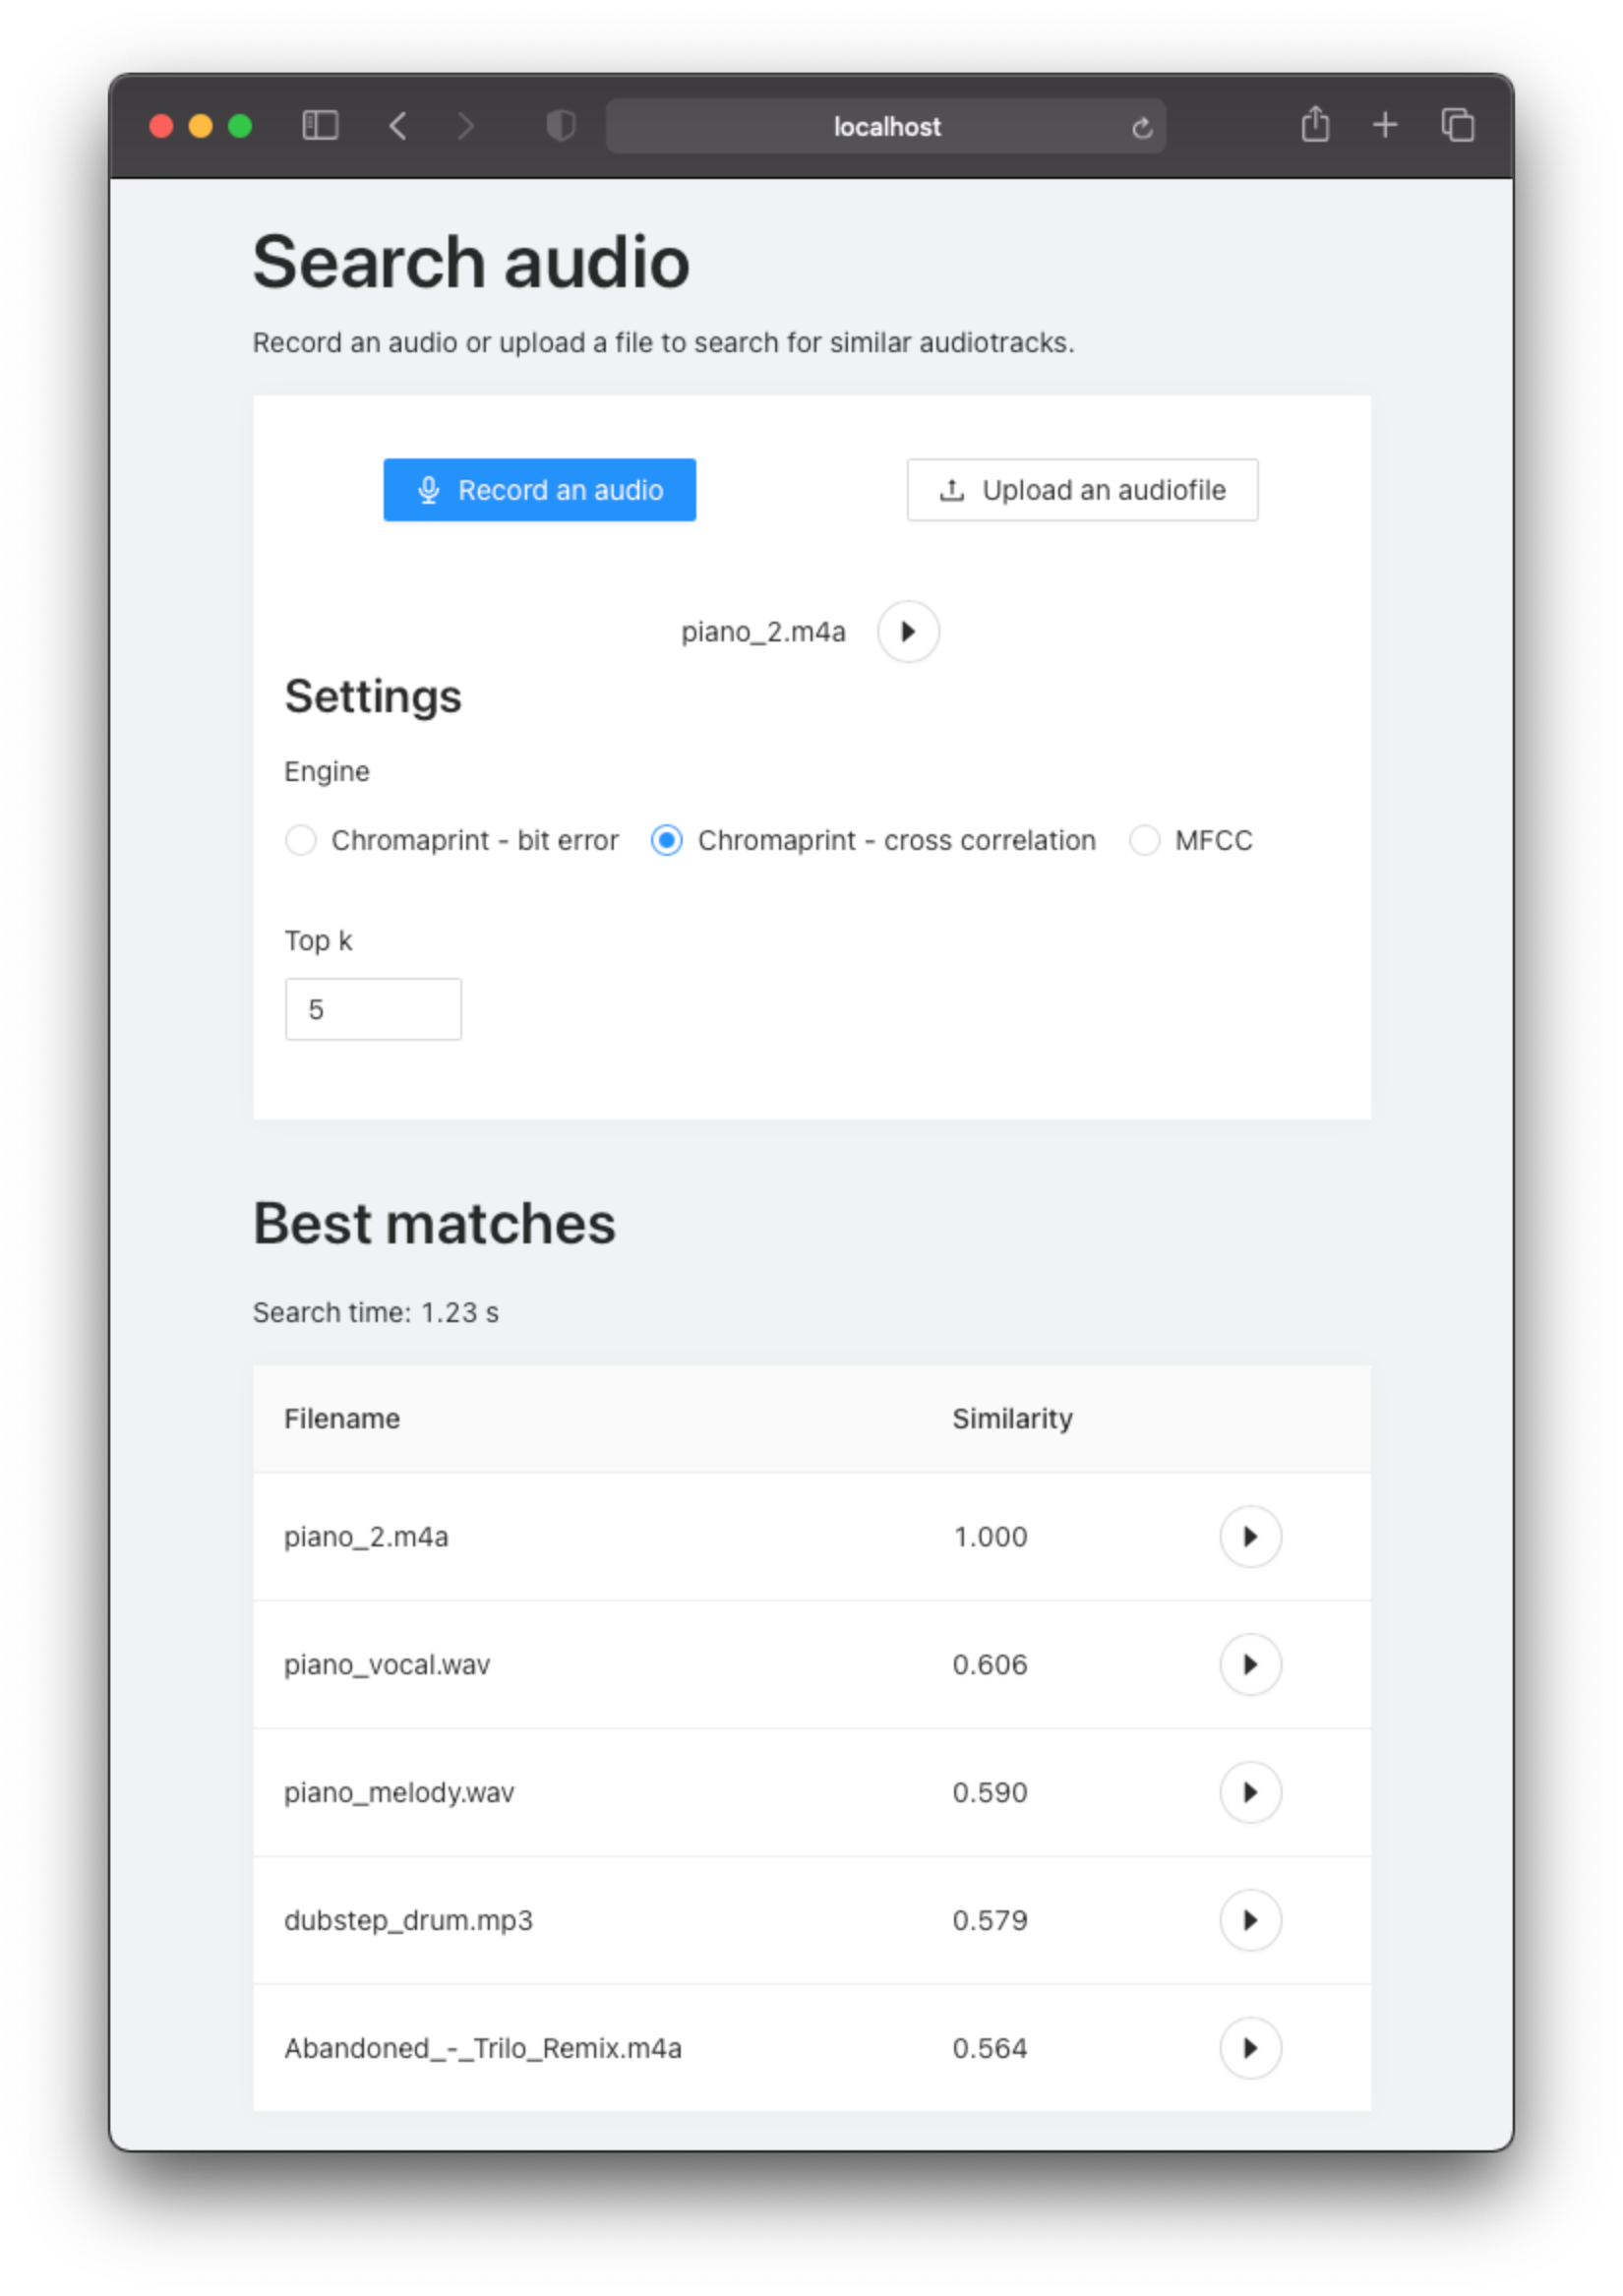 localhost
Search audio
Record an audio or upload a file to search for similar audiotracks.
Record an audio Upload an audiofile
piano_2.m4a
Settings
Engine
Chromaprint - bit error Chromaprint - cross correlation MFCC
Top k
5
Best matches
Search time: 1.23 s
Filename Similarity
piano_2.m4a 1.000
piano_vocal.wav 0.606
piano_melody.wav 0.590
dubstep_drum.mp3 0.579
Abandoned_-_Trilo_Remix.m4a 0.564